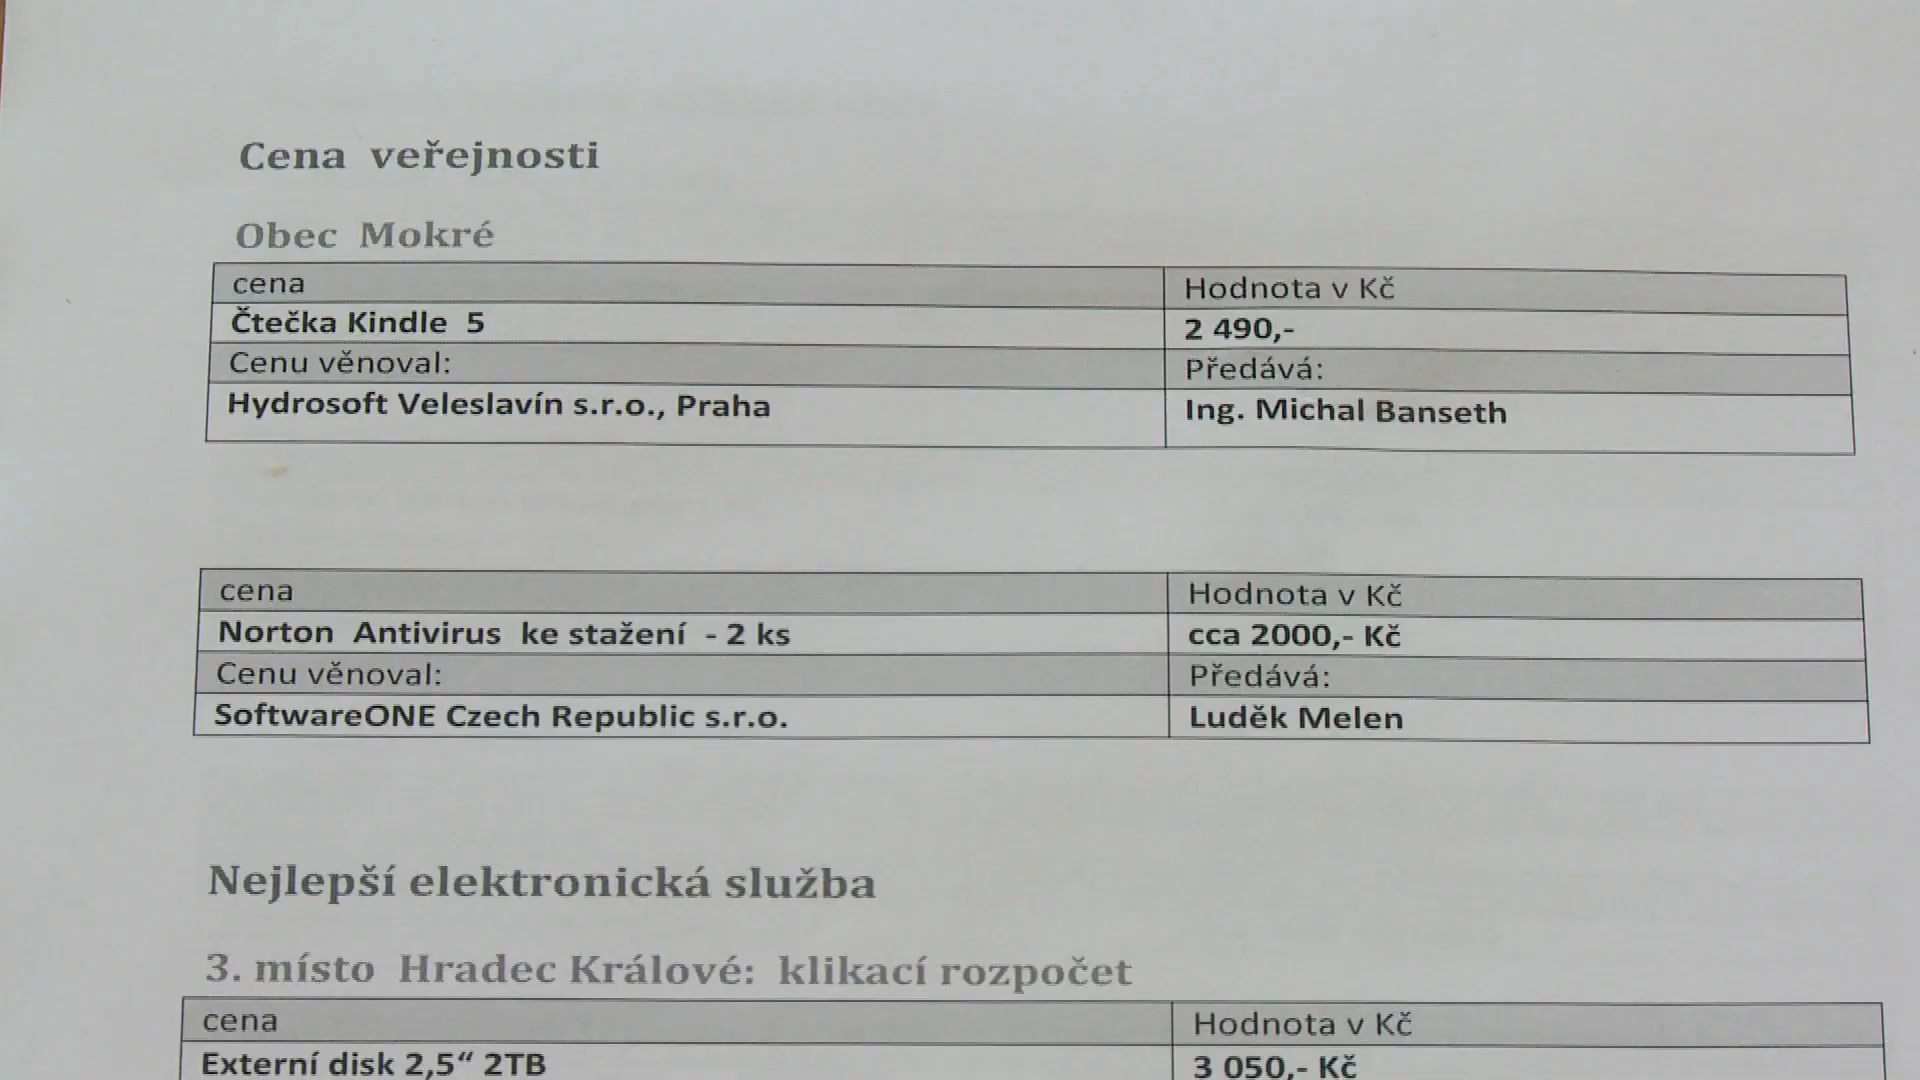 Cena veřejnosti
Obec Mokré
cena Hodnota v Kč
Čtečka Kindle 5 2 490,-
Cenu věnoval: Předává:
Hydrosoft Veleslavín s.r.o., Praha Ing. Michal Banseth
cena Hodnota v Kč
Norton Antivirus ke stažení - 2 ks cca 2000,- Kč
Cenu věnoval: Předává:
SoftwareONE Czech Republic s.r.o. Luděk Melen
Nejlepší elektronická služba
3. místo Hradec Králové: klikací rozpočet
cena Hodnota v Kč
Externí disk 2,5“ 2TB 3 050,- Kč